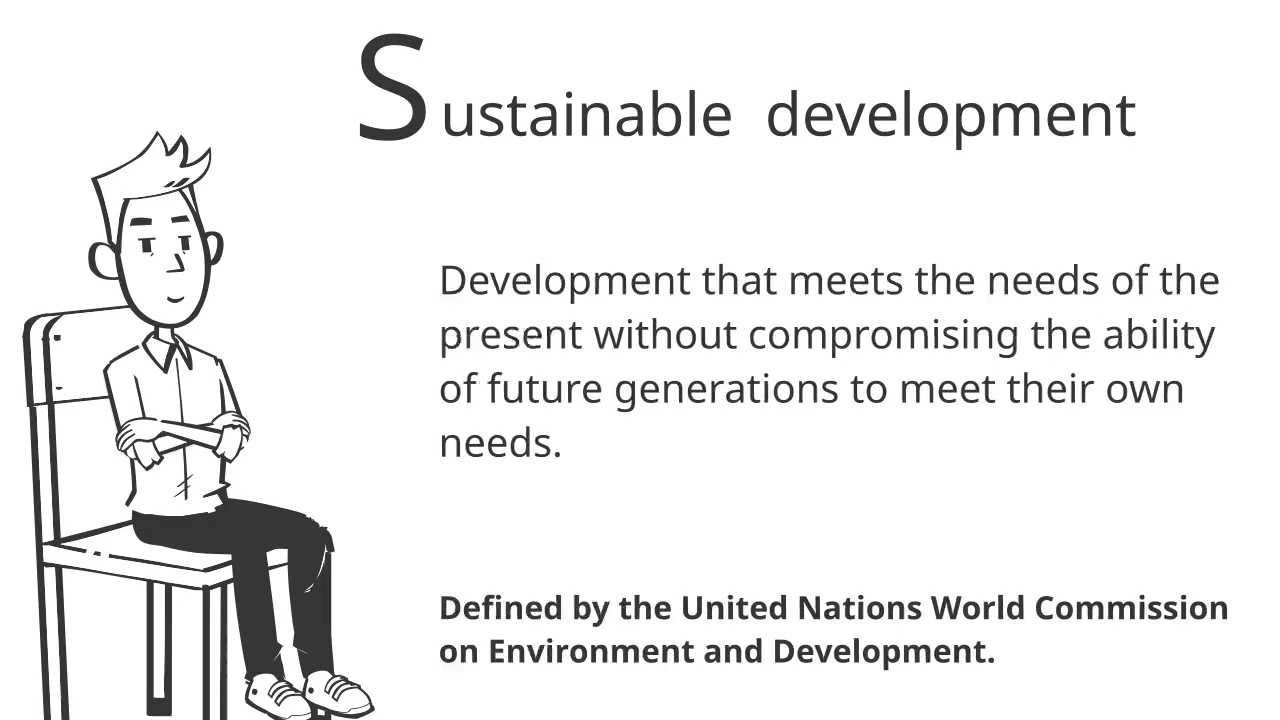 Sustainable development
Development that meets the needs of the
present without compromising the ability
of future generations to meet their own
needs.
Defined by the United Nations World Commission
on Environment and Development.